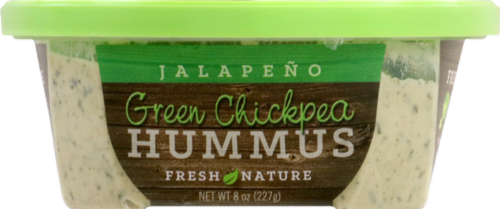 JALAPEÑO
Green Chickpea
HUMMUS
FRESH NATURE
NET WT 8 oz (227g)